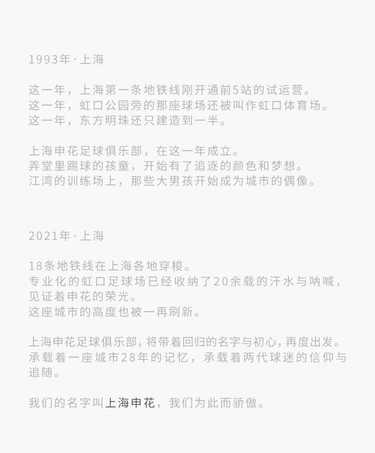 1993年·上海
这一年，上海第一条地铁线刚开通前5站的试运营。
这一年，虹口公园旁的那座球场还被叫作虹口体育场。
这一年，东方明珠还只建造到一半。
上海申花足球俱乐部，在这一年成立。
弄堂里踢球的孩童，开始有了追逐的颜色和梦想。
江湾的训练场上，那些大男孩开始成为城市的偶像。
2021年·上海
18条地铁线在上海各地穿梭。
专业化的虹口足球场已经收纳了20余载的汗水与呐喊，
见证着申花的荣光。
这座城市的高度也被一再刷新。
上海申花足球俱乐部，将带着回归的名字与初心，再度出发。
承载着一座城市28年的记忆，承载着两代球迷的信仰与
追随。
我们的名字叫上海申花，我们为此而骄傲。